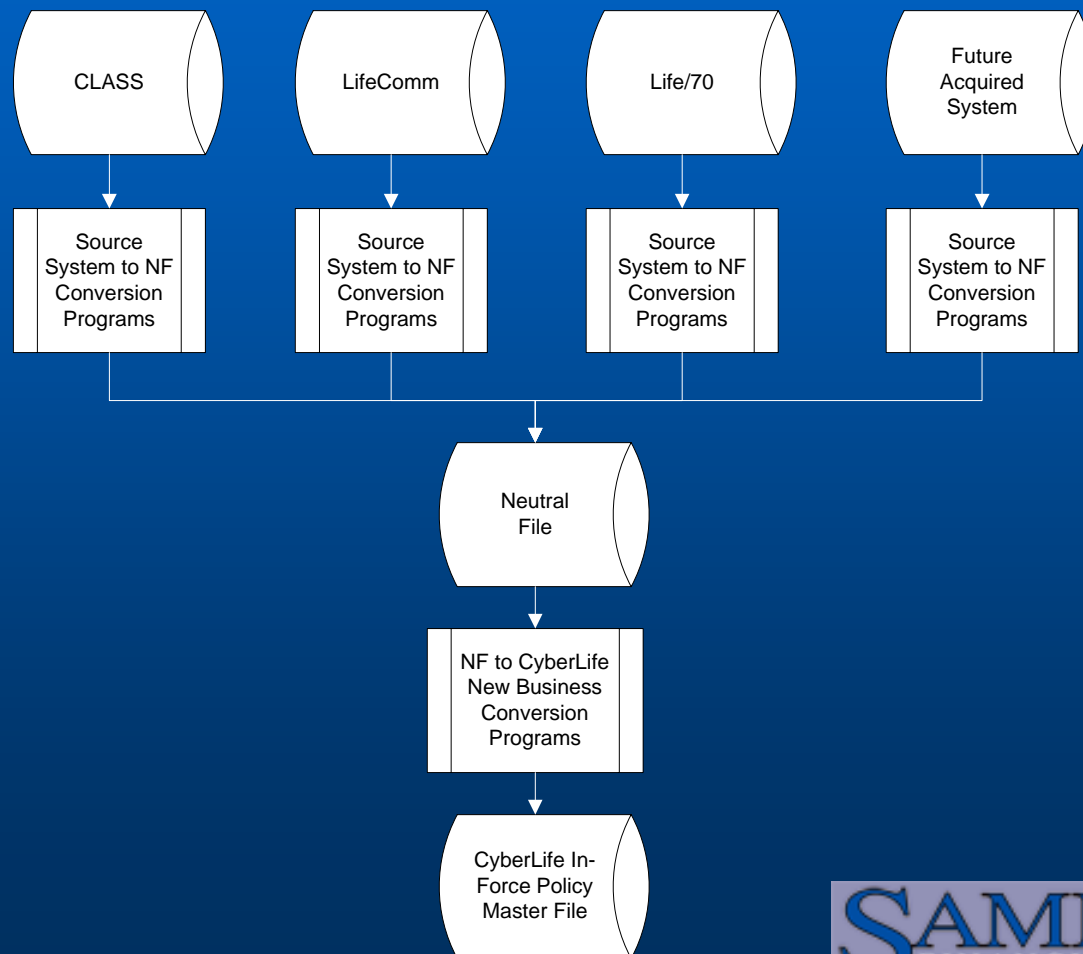 CLASS
LifeComm
Life/70
Future
Acquired
System
Source
System to NF
Conversion
Programs
Source
System to NF
Conversion
Programs
Source
System to NF
Conversion
Programs
Source
System to NF
Conversion
Programs
Neutral
File
NF to CyberLife
New Business
Conversion
Programs
CyberLife In-
Force Policy
Master File